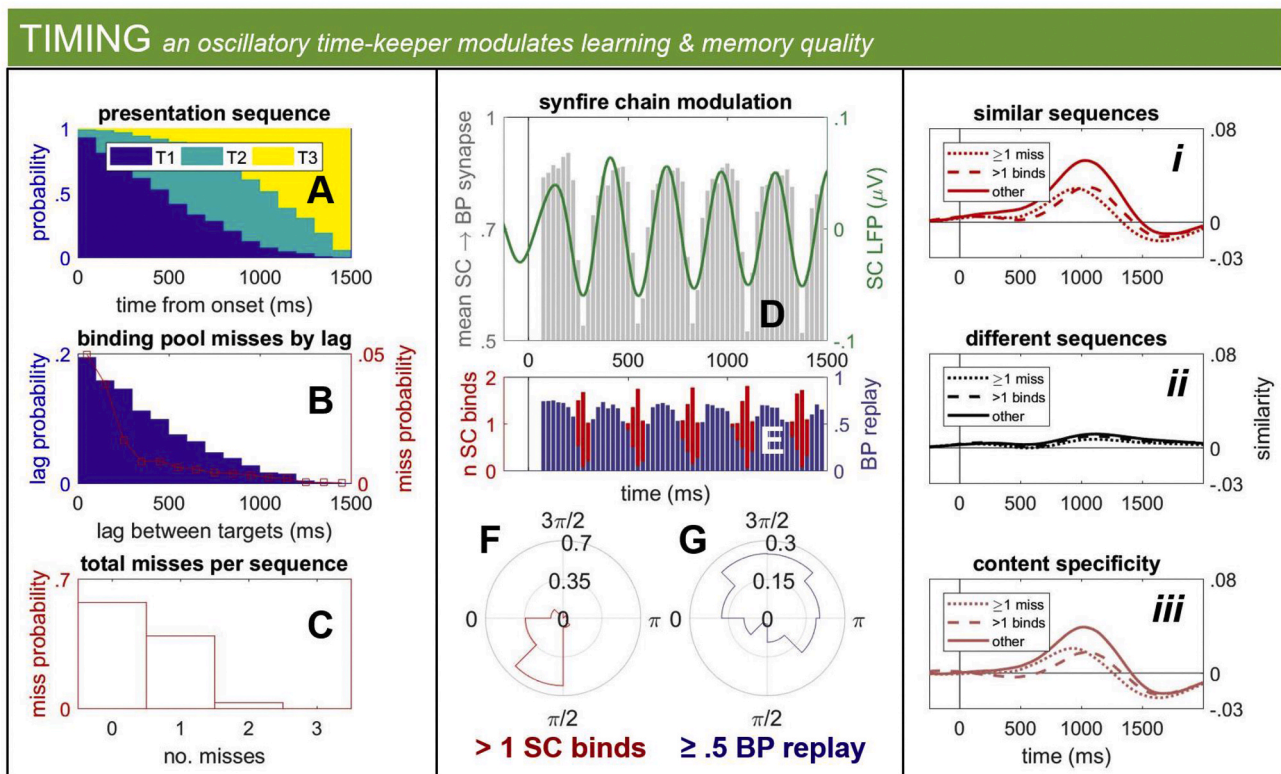 TIMING an oscillatory time-keeper modulates learning & memory quality
presentation sequence
T1 T2 T3
A
probability
1
.5
0
0 500 1000 1500
time from onset (ms)
binding pool misses by lag
B
lag probability
.2
0
miss probability
.05
0
0 500 1000 1500
lag between targets (ms)
total misses per sequence
C
miss probability
.7
0
0 1 2 3
no. misses
synfire chain modulation
D
mean SC → BP synapse
1
.7
.5
SC LFP (μV)
.1
0
-.1
0 500 1000 1500
E
n SC binds
2
1
0
BP replay
1
.5
0
time (ms)
F
3π/2
0.7
0.35
0
0
π
π/2
> 1 SC binds
G
3π/2
0.3
0.15
0
0
π
π/2
≥ .5 BP replay
similar sequences
i
≥1 miss
>1 binds
other
.08
0
-.03
0 500 1000 1500
different sequences
ii
≥1 miss
>1 binds
other
.08
0
-.03
similarity
0 500 1000 1500
content specificity
iii
≥1 miss
>1 binds
other
.08
0
-.03
0 500 1000 1500
time (ms)